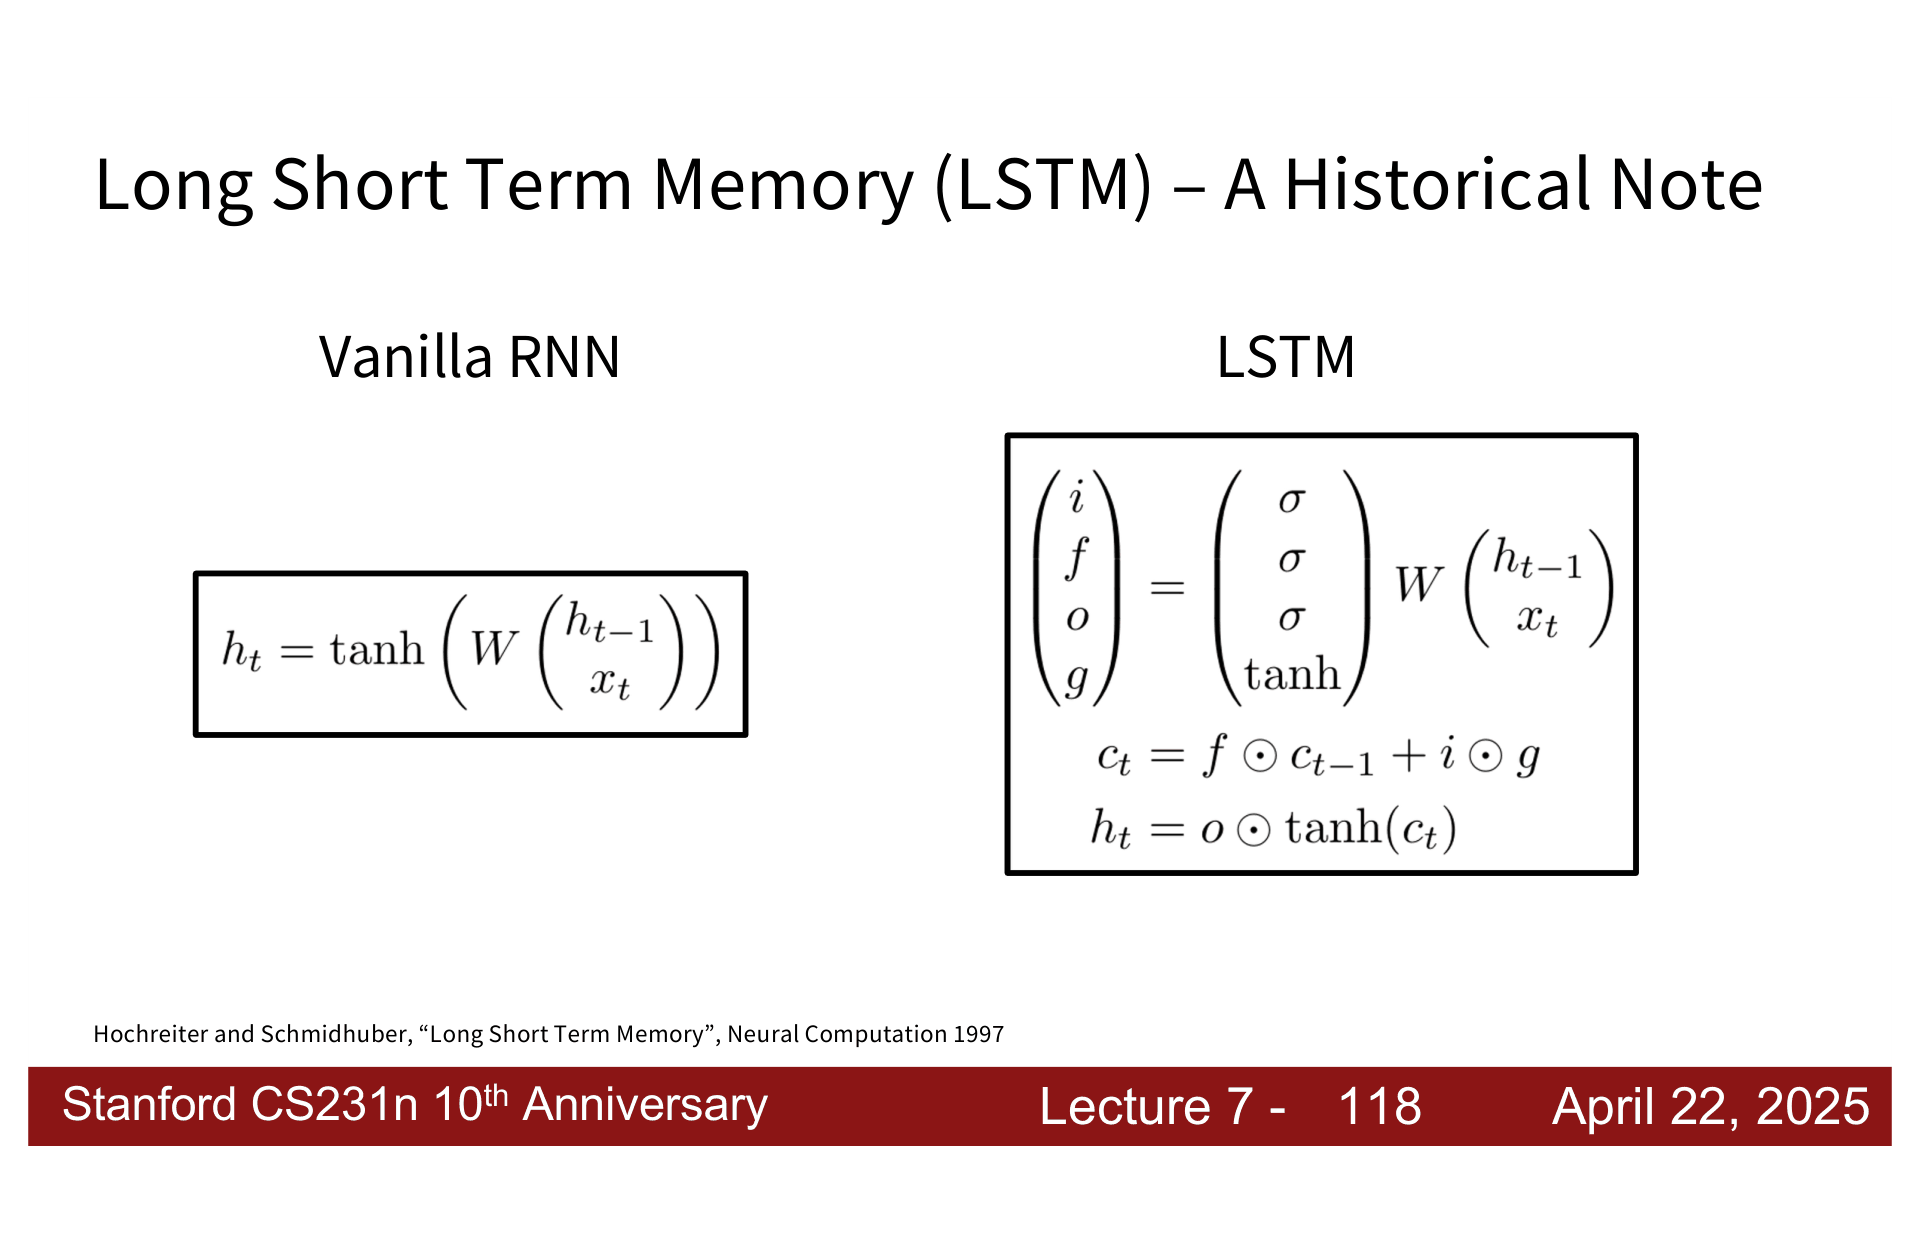 Long Short Term Memory (LSTM) – A Historical Note
Vanilla RNN
LSTM
h_t = tanh ( W ( h_{t−1} x_t ) )
( i f o g ) = ( σ σ σ tanh ) W ( h_{t−1} x_t )
c_t = f ⊙ c_{t−1} + i ⊙ g
h_t = o ⊙ tanh(c_t)
Hochreiter and Schmidhuber, “Long Short Term Memory”, Neural Computation 1997
Stanford CS231n 10th Anniversary Lecture 7 - 118 April 22, 2025